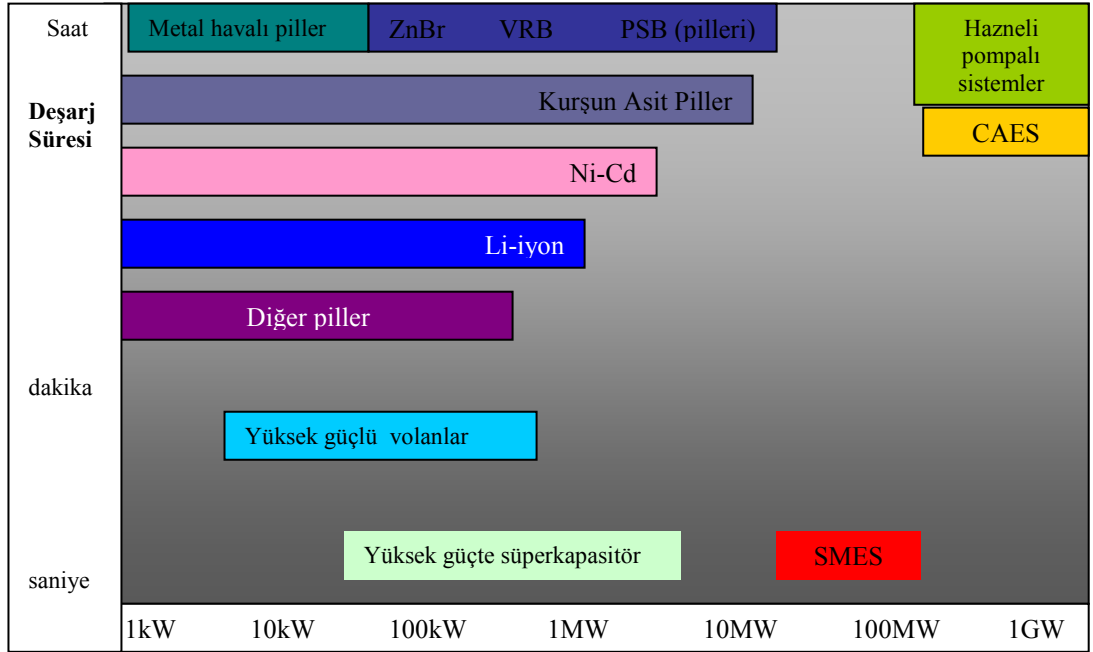 Saat
Metal havalı piller
ZnBr VRB PSB (pilleri)
Hazneli
pompalı
sistemler
Deşarj
Süresi
Kurşun Asit Piller
CAES
Ni-Cd
Li-iyon
Diğer piller
dakika
Yüksek güçlü volanlar
Yüksek güçte süperkapasitör
SMES
saniye
1kW 10kW 100kW 1MW 10MW 100MW 1GW